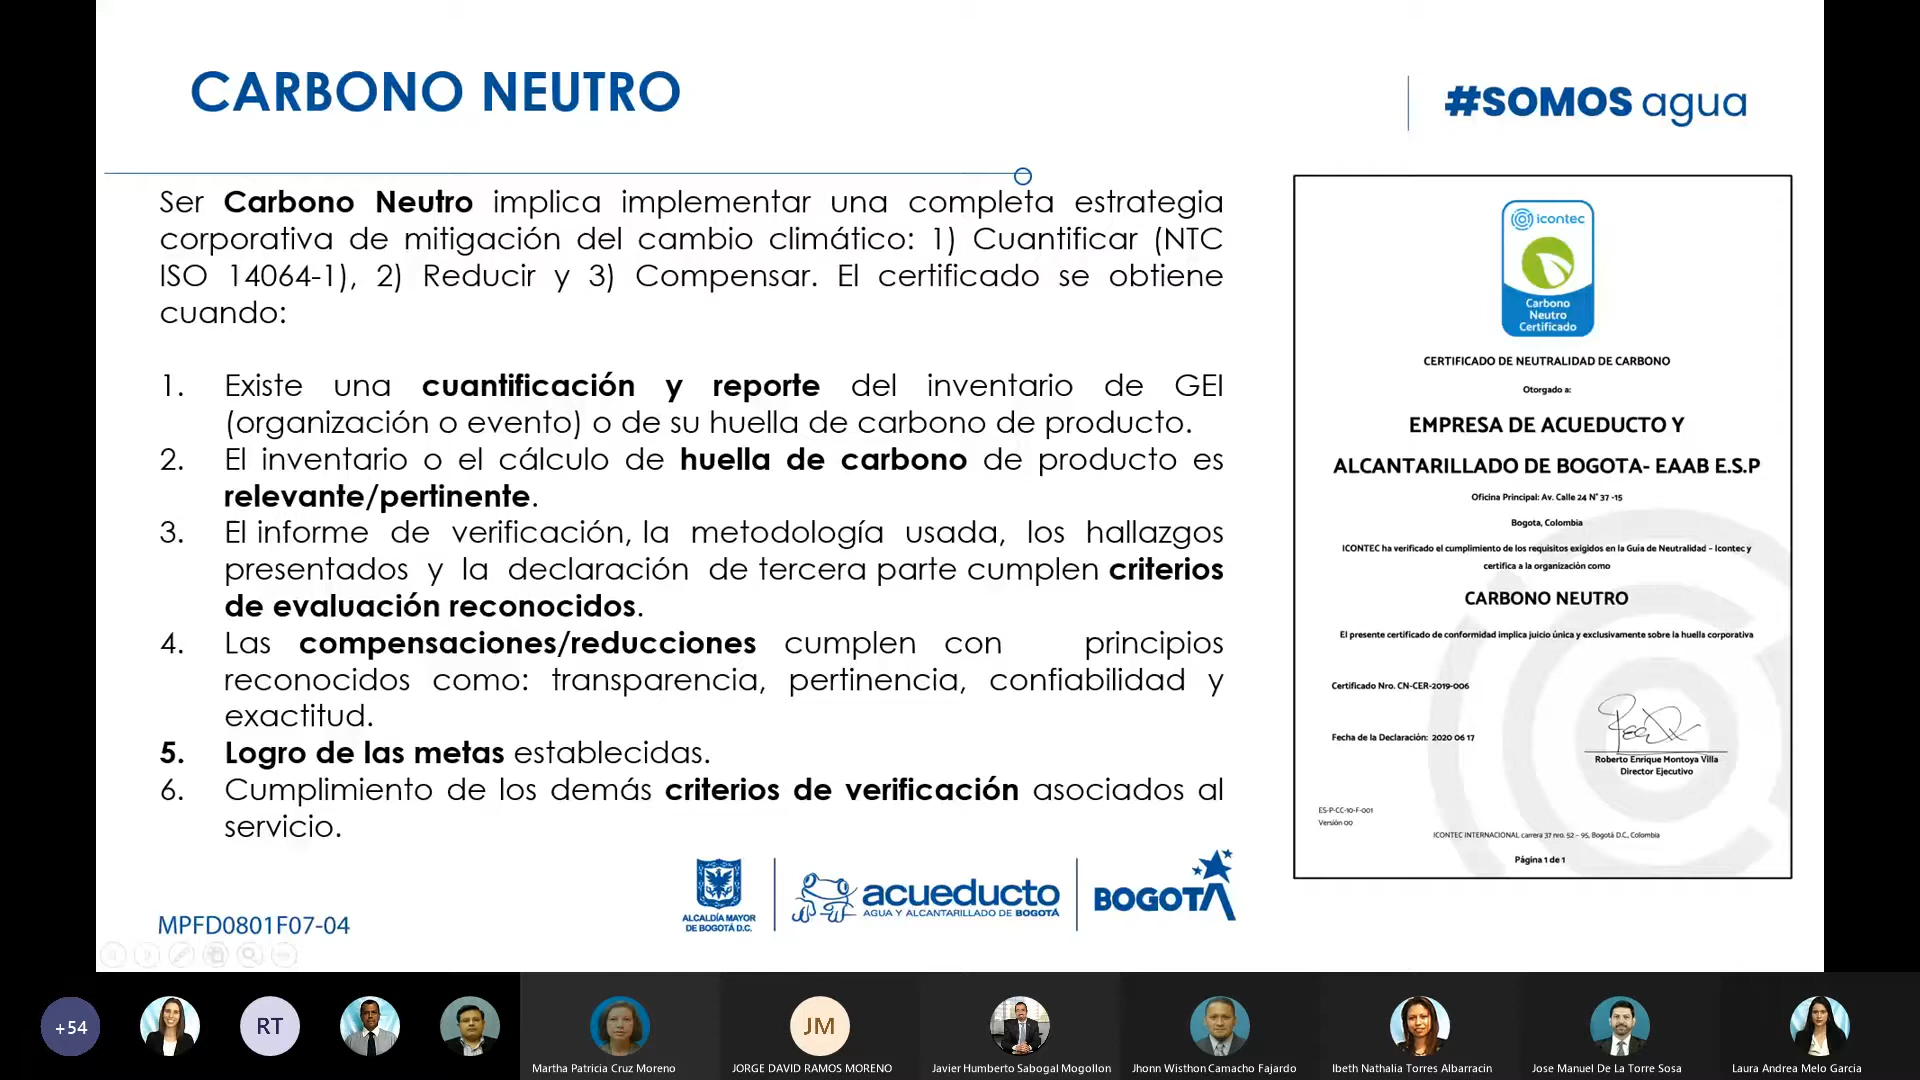 CARBONO NEUTRO
#SOMOS agua
Ser Carbono Neutro implica implementar una completa estrategia
corporativa de mitigación del cambio climático: 1) Cuantificar (NTC
ISO 14064-1), 2) Reducir y 3) Compensar. El certificado se obtiene
cuando:
1. Existe una cuantificación y reporte del inventario de GEI
(organización o evento) o de su huella de carbono de producto.
2. El inventario o el cálculo de huella de carbono de producto es
relevante/pertinente.
3. El informe de verificación, la metodología usada, los hallazgos
presentados y la declaración de tercera parte cumplen criterios
de evaluación reconocidos.
4. Las compensaciones/reducciones cumplen con principios
reconocidos como: transparencia, pertinencia, confiabilidad y
exactitud.
5. Logro de las metas establecidas.
6. Cumplimiento de los demás criterios de verificación asociados al
servicio.
icontec
Carbono
Neutro
Certificado
CERTIFICADO DE NEUTRALIDAD DE CARBONO
Otorgado a:
EMPRESA DE ACUEDUCTO Y
ALCANTARILLADO DE BOGOTA- EAAB E.S.P
Oficina Principal: Av. Calle 24 N° 37 -15
Bogota, Colombia
ICONTEC ha verificado el cumplimiento de los requisitos exigidos en la Guía de Neutralidad – Icontec y
certifica a la organización como
CARBONO NEUTRO
El presente certificado de conformidad implica juicio única y exclusivamente sobre la huella corporativa
Certificado Nro. CN-CER-2019-006
Fecha de la Declaración: 2020 06 17
Roberto Enrique Montoya Villa
Director Ejecutivo
ES-P-CC-10-F-001
Versión 00
ICONTEC INTERNACIONAL carrera 37 nro. 52 – 95, Bogotá D.C., Colombia
Página 1 de 1
ALCALDÍA MAYOR
DE BOGOTÁ D.C.
acueducto
AGUA Y ALCANTARILLADO DE BOGOTÁ
BOGOTÁ
MPFD0801F07-04
+54
RT
JM
Martha Patricia Cruz Moreno
JORGE DAVID RAMOS MORENO
Javier Humberto Sabogal Mogollon
Jhonn Wisthon Camacho Fajardo
Ibeth Nathalia Torres Albarracin
Jose Manuel De La Torre Sosa
Laura Andrea Melo Garcia